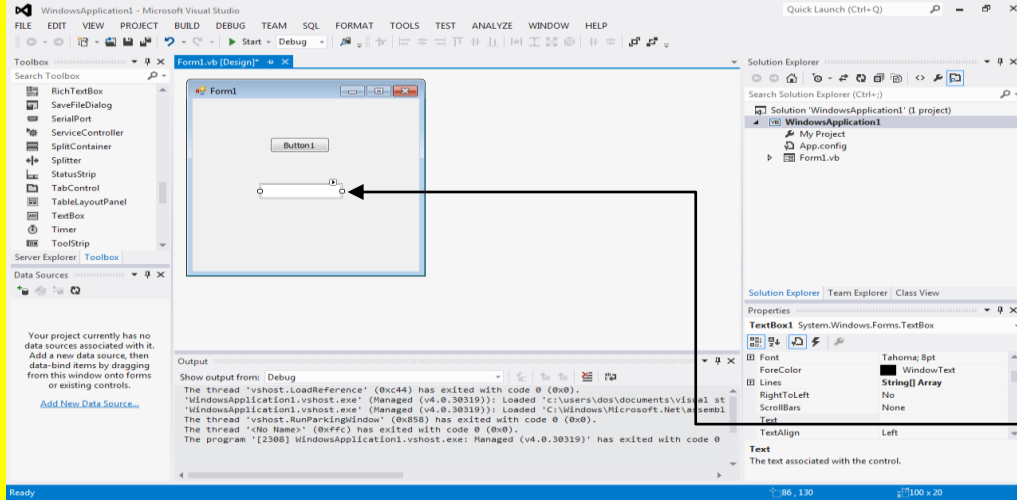 WindowsApplication1 - Microsoft Visual Studio
Quick Launch (Ctrl+Q)
FILE EDIT VIEW PROJECT BUILD DEBUG TEAM SQL FORMAT TOOLS TEST ANALYZE WINDOW HELP
Start - Debug
Toolbox
Search Toolbox
RichTextBox
SaveFileDialog
SerialPort
ServiceController
SplitContainer
Splitter
StatusStrip
TabControl
TableLayoutPanel
TextBox
Timer
ToolStrip
Server Explorer Toolbox
Data Sources
Your project currently has no
data sources associated with it.
Add a new data source, then
data-bind items by dragging
from this window onto forms
or existing controls.
Add New Data Source...
Form1.vb [Design]*
Form1
Button1
Output
Show output from: Debug
The thread 'vshost.LoadReference' (0xc44) has exited with code 0 (0x0).
'WindowsApplication1.vshost.exe' (Managed (v4.0.30319)): Loaded 'c:\users\dos\documents\visual st
'WindowsApplication1.vshost.exe' (Managed (v4.0.30319)): Loaded 'C:\Windows\Microsoft.Net\assembl
The thread 'vshost.RunParkingWindow' (0x858) has exited with code 0 (0x0).
The thread '<No Name>' (0xffc) has exited with code 0 (0x0).
The program '[2308] WindowsApplication1.vshost.exe: Managed (v4.0.30319)' has exited with code 0
Solution Explorer
Search Solution Explorer (Ctrl+;)
Solution 'WindowsApplication1' (1 project)
VB WindowsApplication1
My Project
App.config
Form1.vb
Solution Explorer Team Explorer Class View
Properties
TextBox1 System.Windows.Forms.TextBox
Font Tahoma; 8pt
ForeColor WindowText
Lines String[] Array
RightToLeft No
ScrollBars None
Text
TextAlign Left
Text
The text associated with the control.
Ready
86 , 130
100 x 20